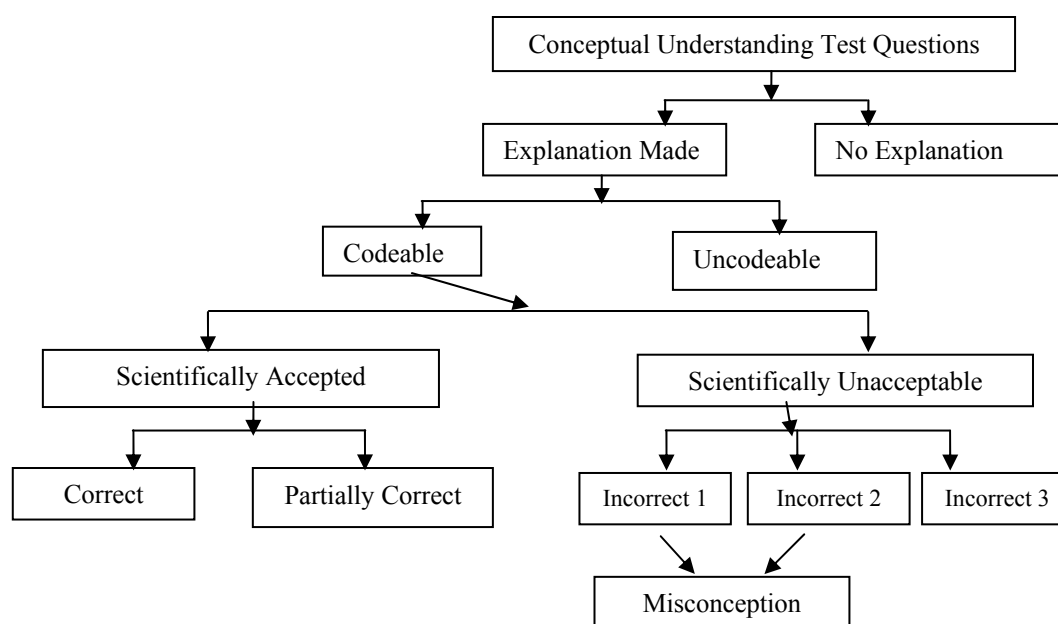 Conceptual Understanding Test Questions
Explanation Made
No Explanation
Codeable
Uncodeable
Scientifically Accepted
Scientifically Unacceptable
Correct
Partially Correct
Incorrect 1
Incorrect 2
Incorrect 3
Misconception